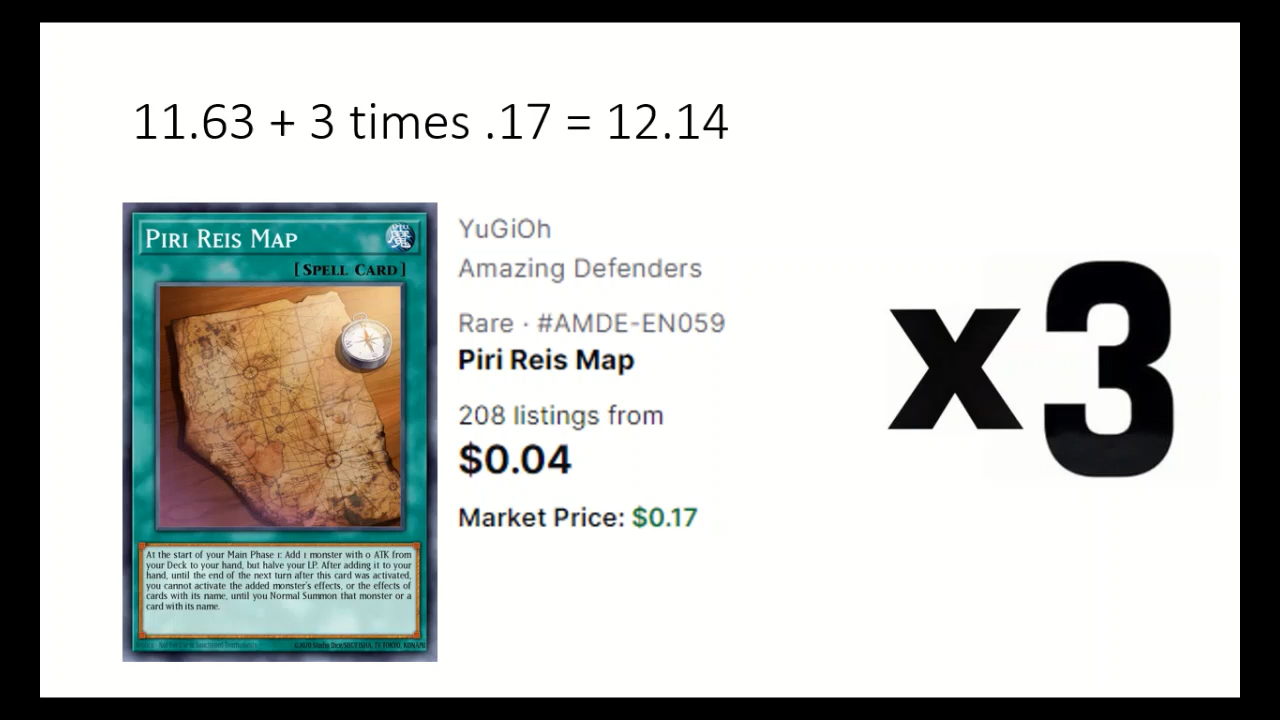 11.63 + 3 times .17 = 12.14
PIRI REIS MAP
魔
[SPELL CARD]
At the start of your Main Phase 1: Add 1 monster with 0 ATK from
your Deck to your hand, but halve your LP. After adding it to your
hand, until the end of the next turn after this card was activated,
you cannot activate the added monster's effects, or the effects of
cards with its name, until you Normal Summon that monster or a
card with its name.
YuGiOh
Amazing Defenders
Rare · #AMDE-EN059
Piri Reis Map
208 listings from
$0.04
Market Price: $0.17
x3